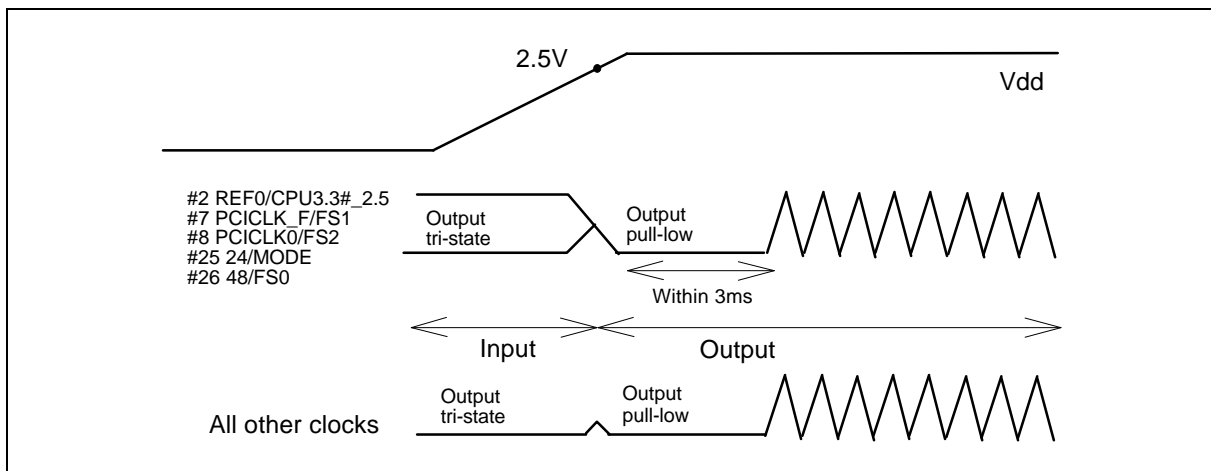 2.5V
Vdd
#2 REF0/CPU3.3#_2.5
#7 PCICLK_F/FS1
#8 PCICLK0/FS2
#25 24/MODE
#26 48/FS0
Output
tri-state
Output
pull-low
Within 3ms
Input
Output
All other clocks
Output
tri-state
Output
pull-low